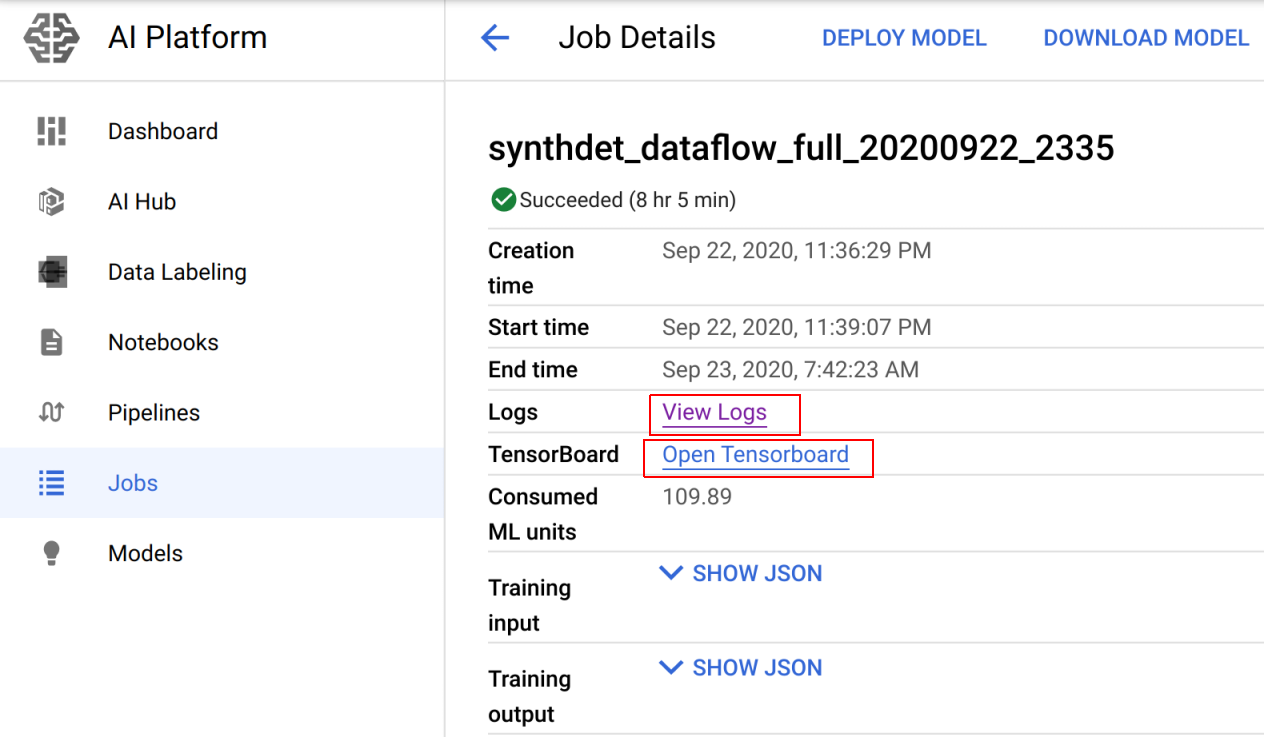 AI Platform
Job Details
DEPLOY MODEL
DOWNLOAD MODEL
Dashboard
AI Hub
Data Labeling
Notebooks
Pipelines
Jobs
Models
synthdet_dataflow_full_20200922_2335
Succeeded (8 hr 5 min)
Creation
time
Sep 22, 2020, 11:36:29 PM
Start time
Sep 22, 2020, 11:39:07 PM
End time
Sep 23, 2020, 7:42:23 AM
Logs
View Logs
TensorBoard
Open Tensorboard
Consumed
ML units
109.89
Training
input
SHOW JSON
Training
output
SHOW JSON